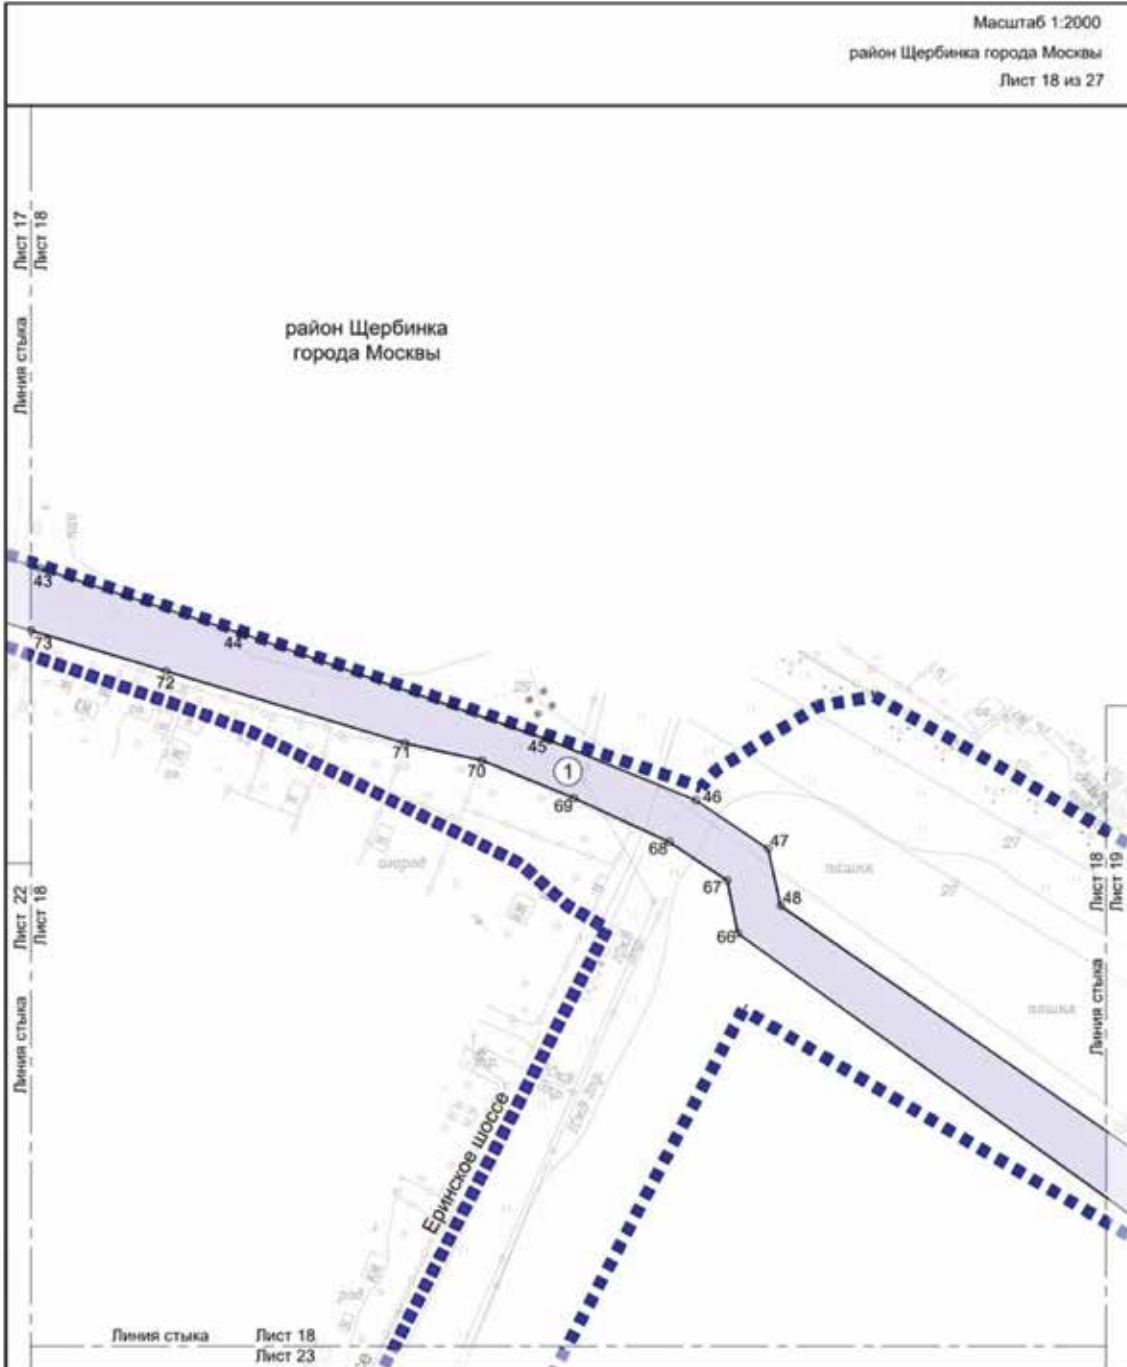 Масштаб 1:2000
район Щербинка города Москвы
Лист 18 из 27
Лист 17
Лист 18
Линия стыка
район Щербинка
города Москвы
43
44
73
72
45
71
70
1
69
46
68
47
67
48
66
27
огород
пашня
пашня
Лист 22
Лист 18
Линия стыка
Лист 18
Лист 19
Линия стыка
Еринское шоссе
Линия стыка
Лист 18
Лист 23